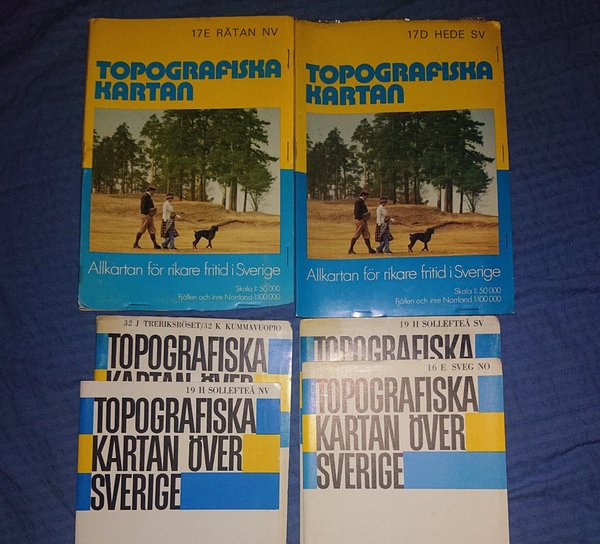 17E RÄTAN NV
TOPOGRAFISKA
KARTAN
Allkartan för rikare fritid i Sverige
Skala 1:50 000
Fjällen och inre Norrland 1:100 000
17D HEDE SV
TOPOGRAFISKA
KARTAN
Allkartan för rikare fritid i Sverige
Skala 1:50 000
Fjällen och inre Norrland 1:100 000
32 J TRERIKSRÖSET/32 K KUMMAVUOPIO
TOPOGRAFISKA
KARTAN ÖVER
19 H SOLLEFTEÅ SV
TOPOGRAFISKA
19 H SOLLEFTEÅ NV
TOPOGRAFISKA
KARTAN ÖVER
SVERIGE
16 E SVEG NO
TOPOGRAFISKA
KARTAN ÖVER
SVERIGE